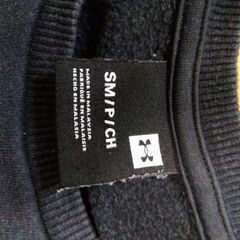 SM/P/CH
MADE IN MALAYSIA
FABRIQUÉ EN MALAISIE
HECHO EN MALASIA